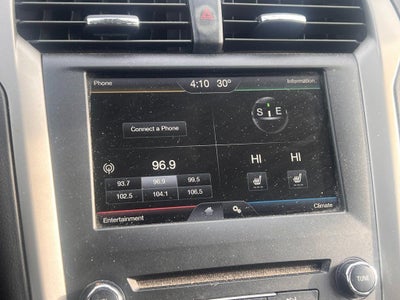 Phone 4:10 30° Information
S E
Connect a Phone
96.9 HI HI
93.7 96.9 99.5
102.5 104.1 106.5
Entertainment Climate
TUNE